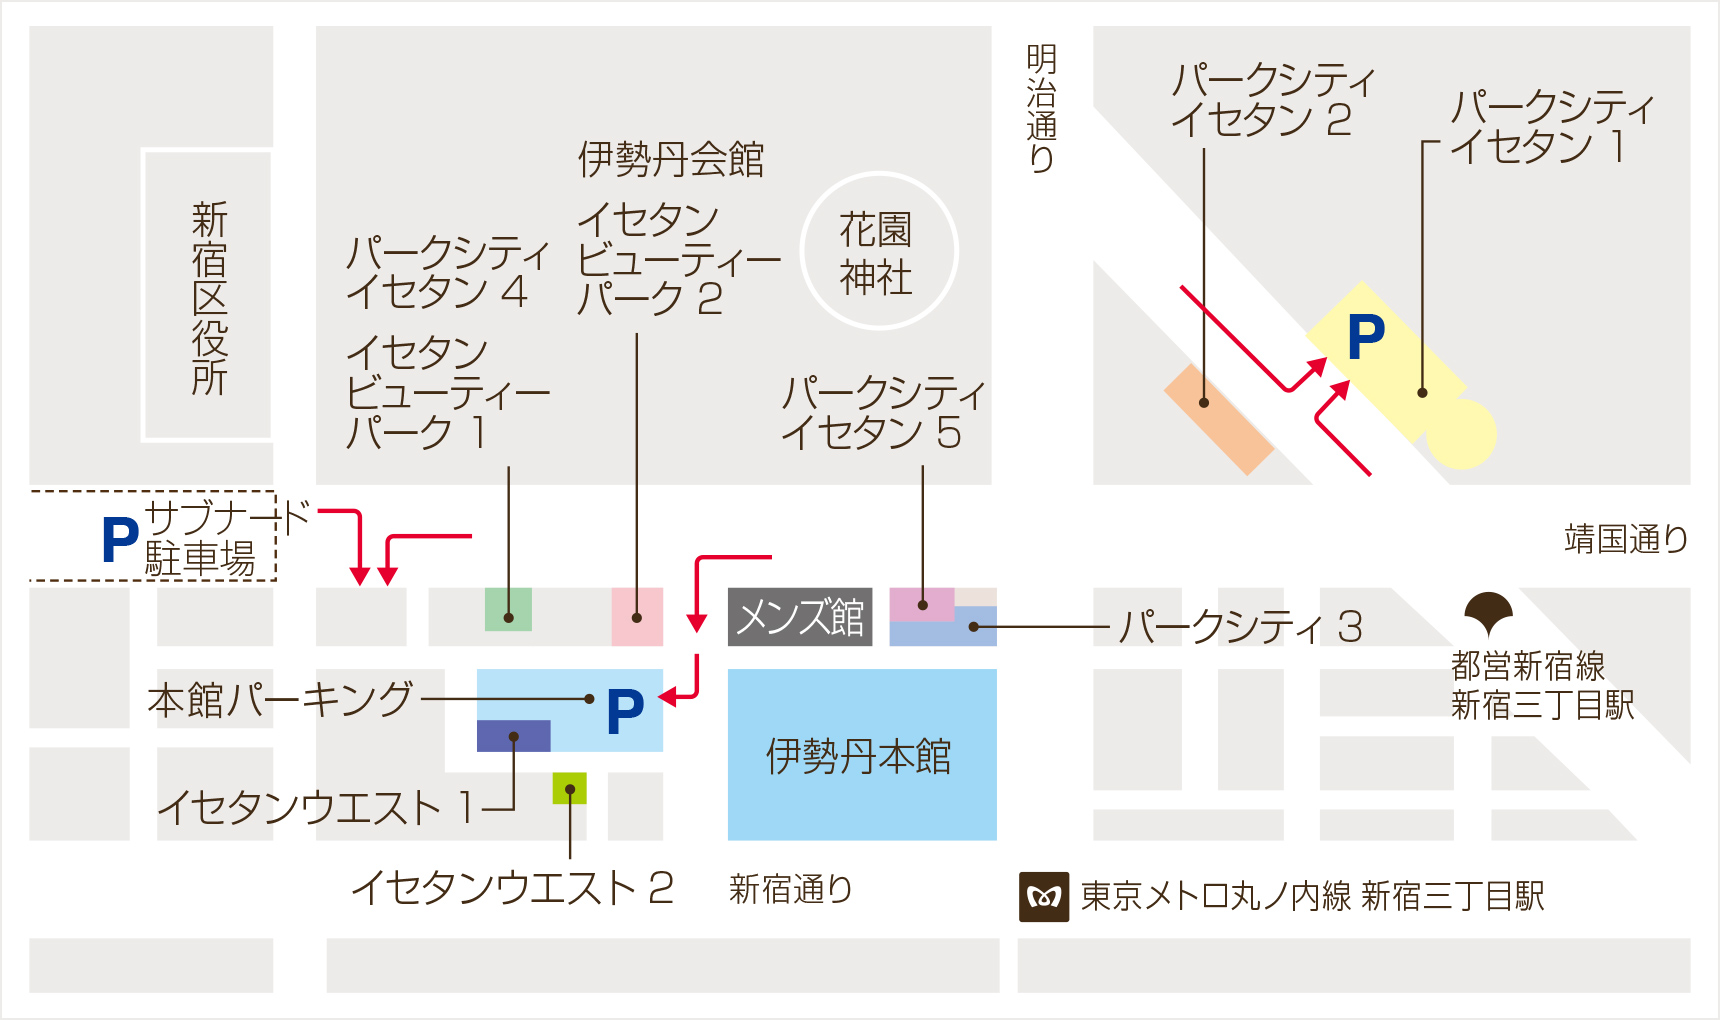 明治通り
パークシティ
イセタン 2
パークシティ
イセタン 1
伊勢丹会館
イセタン
ビューティー
パーク 2
新宿区役所
パークシティ
イセタン 4
イセタン
ビューティー
パーク 1
花園
神社
パークシティ
イセタン 5
P
P サブナード
駐車場
靖国通り
メンズ館
パークシティ 3
都営新宿線
新宿三丁目駅
本館パーキング
P
伊勢丹本館
イセタンウエスト 1
イセタンウエスト 2
新宿通り
東京メトロ丸ノ内線 新宿三丁目駅